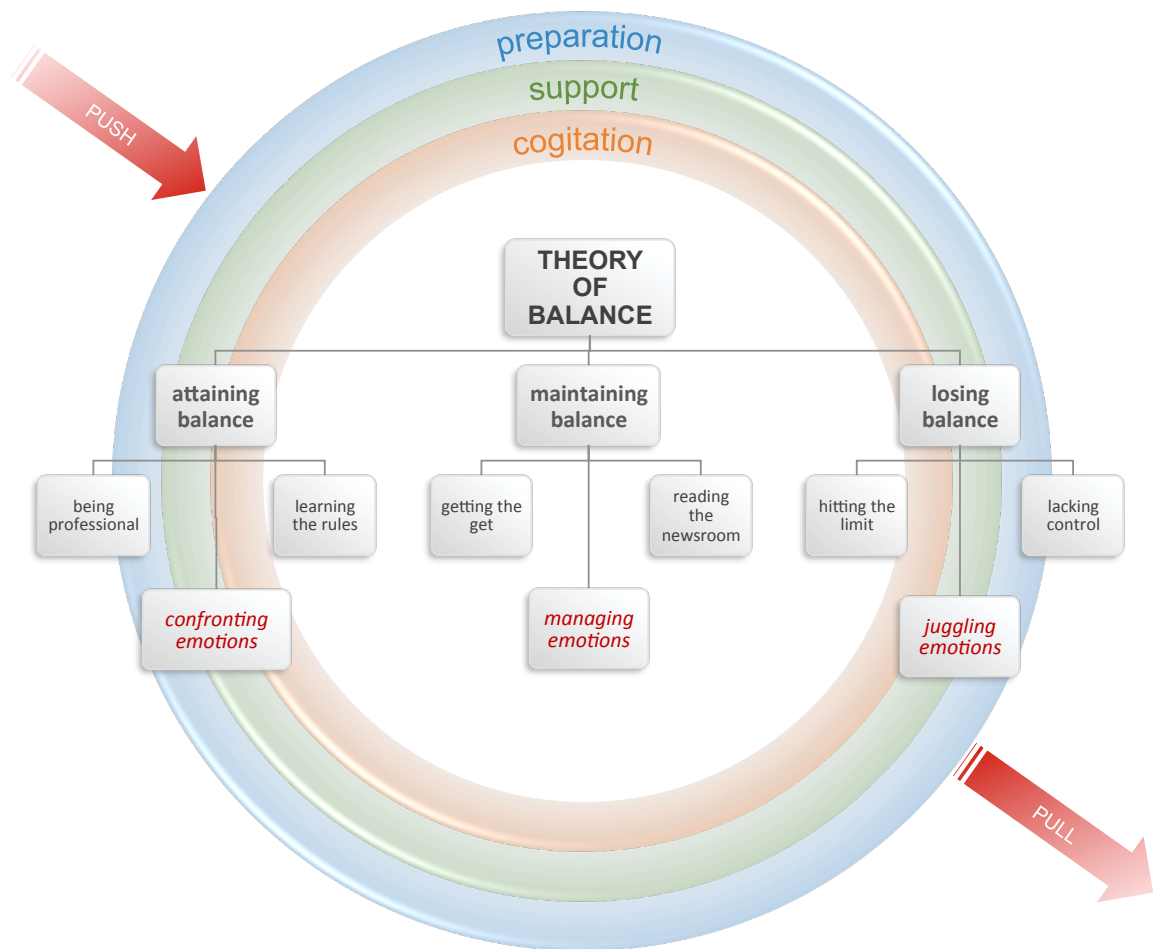 preparation
support
cogitation
PUSH
THEORY
OF
BALANCE
attaining
balance
maintaining
balance
losing
balance
being
professional
learning
the rules
getting the
get
reading
the
newsroom
hitting the
limit
lacking
control
confronting
emotions
managing
emotions
juggling
emotions
PULL